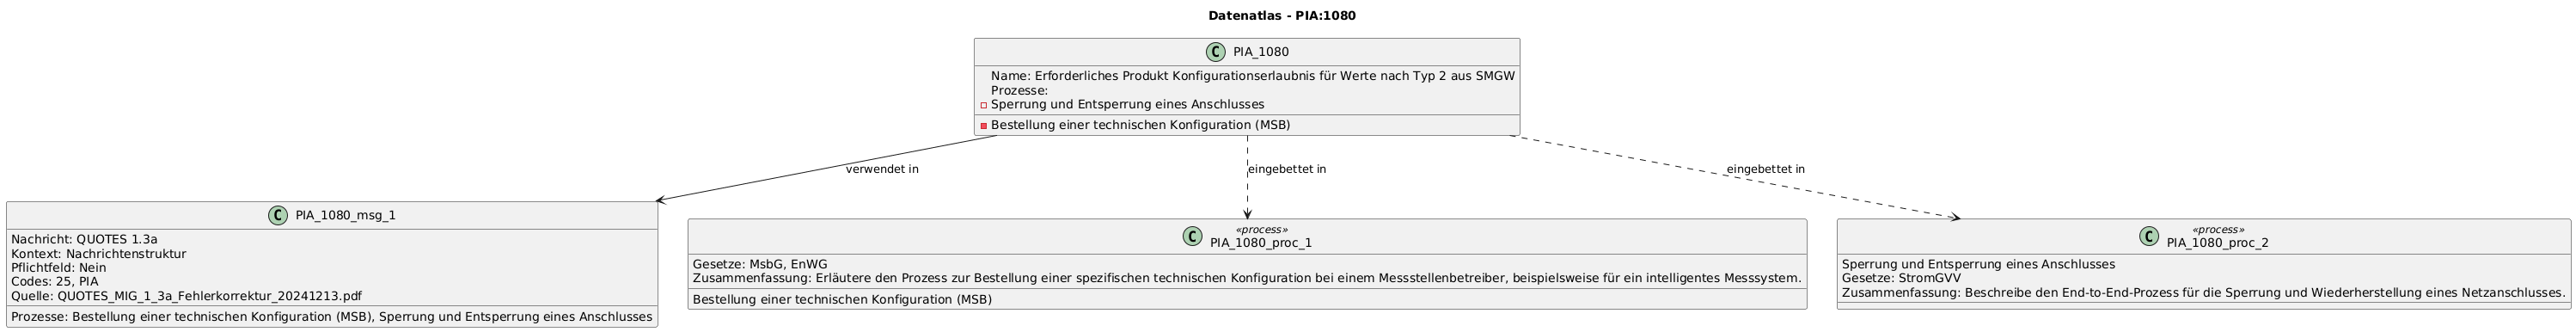 Datenatlas - PIA:1080
C PIA_1080
Name: Erforderliches Produkt Konfigurationserlaubnis für Werte nach Typ 2 aus SMGW
Prozesse:
Sperrung und Entsperrung eines Anschlusses
Bestellung einer technischen Konfiguration (MSB)
verwendet in
eingebettet in
eingebettet in
C PIA_1080_msg_1
Nachricht: QUOTES 1.3a
Kontext: Nachrichtenstruktur
Pflichtfeld: Nein
Codes: 25, PIA
Quelle: QUOTES_MIG_1_3a_Fehlerkorrektur_20241213.pdf
Prozesse: Bestellung einer technischen Konfiguration (MSB), Sperrung und Entsperrung eines Anschlusses
«process»
C PIA_1080_proc_1
Gesetze: MsbG, EnWG
Zusammenfassung: Erläutere den Prozess zur Bestellung einer spezifischen technischen Konfiguration bei einem Messstellenbetreiber, beispielsweise für ein intelligentes Messsystem.
Bestellung einer technischen Konfiguration (MSB)
«process»
C PIA_1080_proc_2
Sperrung und Entsperrung eines Anschlusses
Gesetze: StromGVV
Zusammenfassung: Beschreibe den End-to-End-Prozess für die Sperrung und Wiederherstellung eines Netzanschlusses.